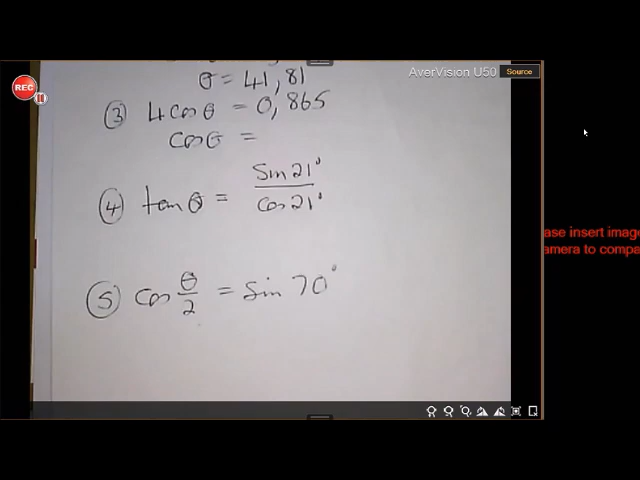 θ = 41,81
AverVision U50
Source
REC
③ 4cosθ = 0,865
cosθ =
④ tanθ = sin21° / cos21°
⑤ cos θ/2 = sin 70°
ase insert imag
amera to compa